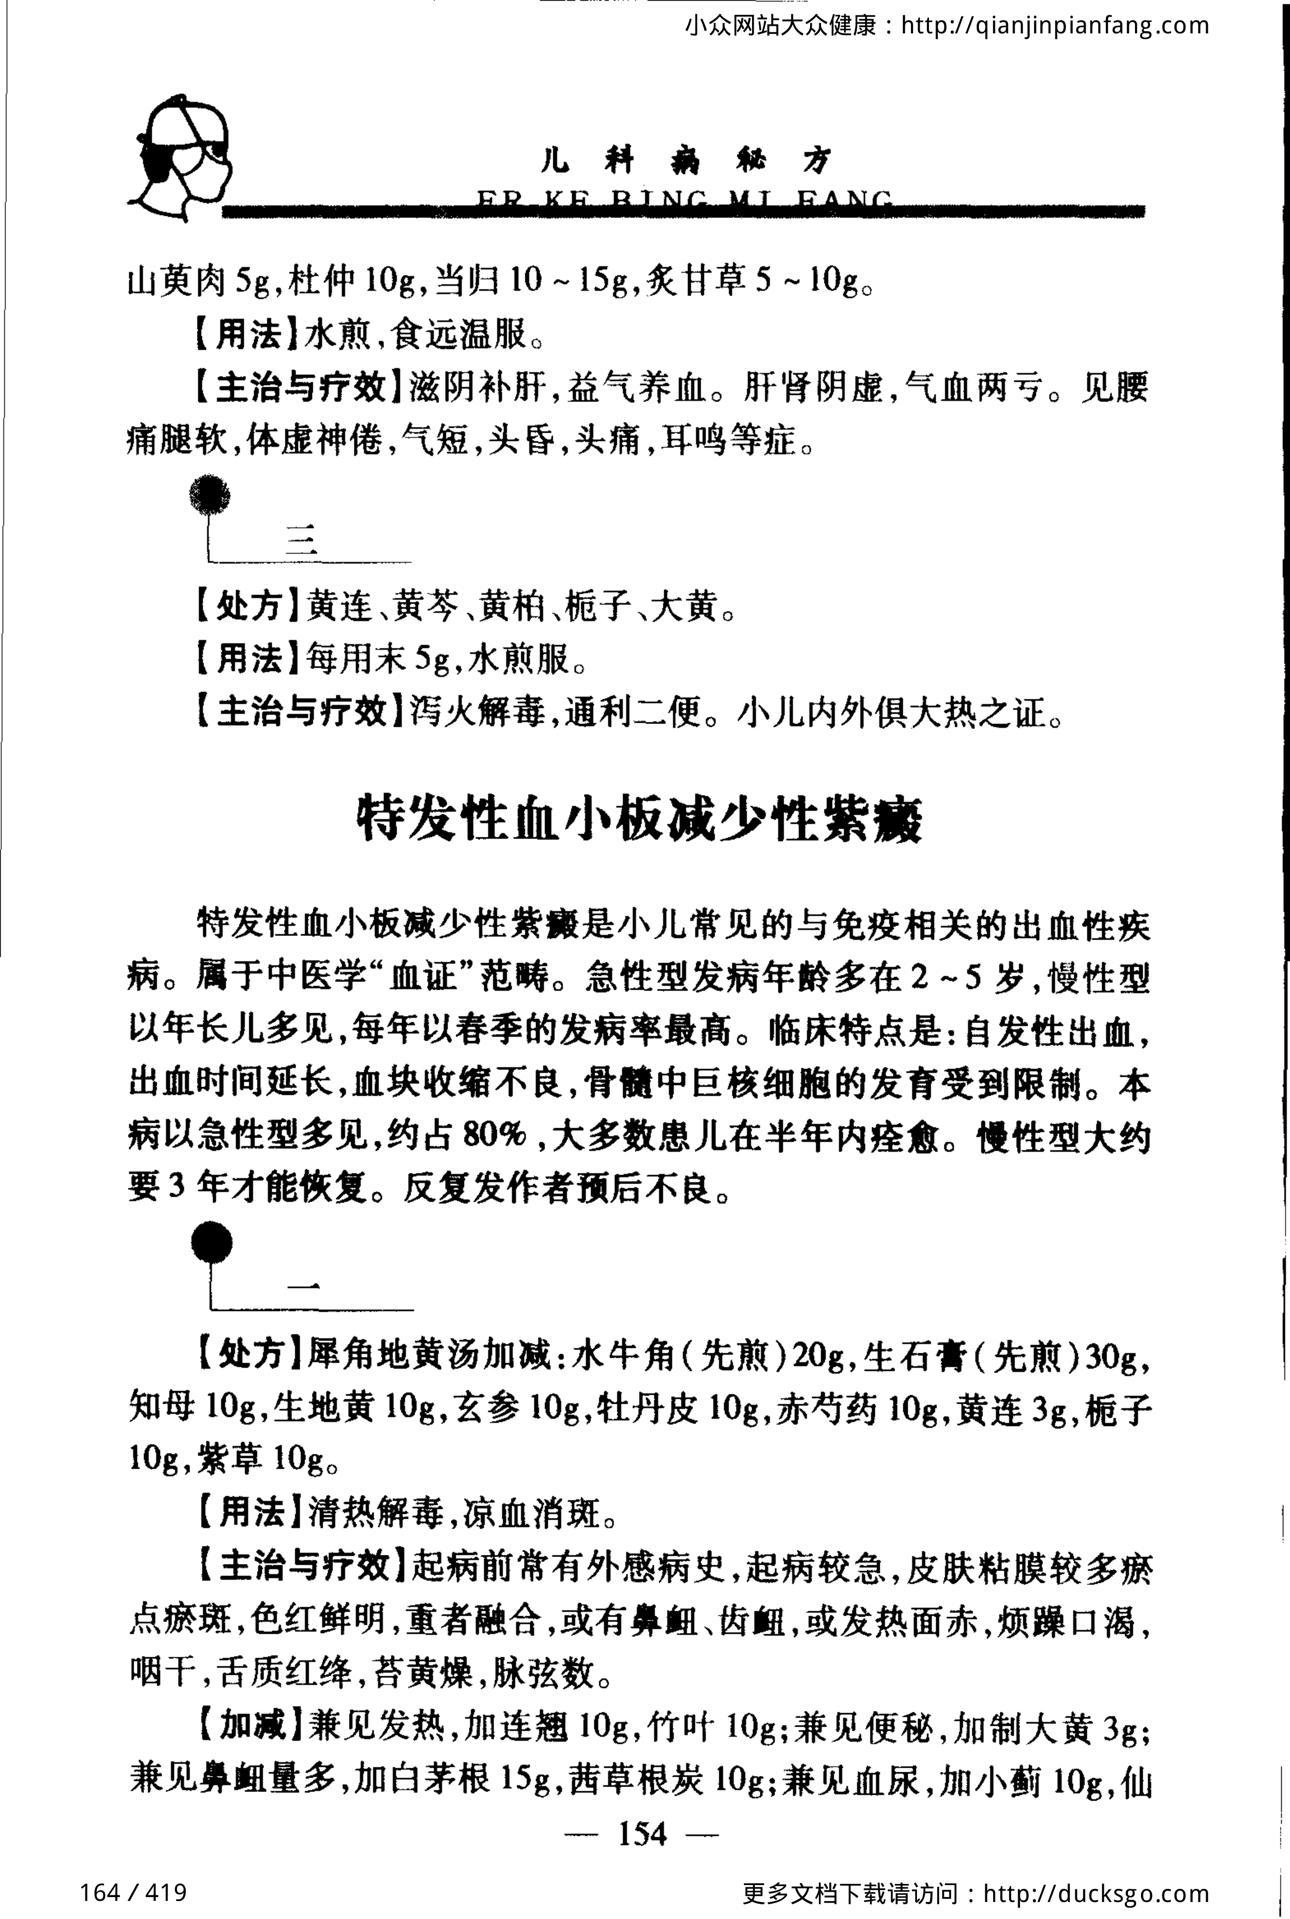 小众网站大众健康：http://qianjinpianfang.com
儿科病秘方
ER KE BING MI FANG
山萸肉 5g,杜仲 10g,当归 10 ~ 15g,炙甘草 5 ~ 10g。
【用法】水煎,食远温服。
【主治与疗效】滋阴补肝,益气养血。肝肾阴虚,气血两亏。见腰
痛腿软,体虚神倦,气短,头昏,头痛,耳鸣等症。
三
【处方】黄连、黄芩、黄柏、栀子、大黄。
【用法】每用末 5g,水煎服。
【主治与疗效】泻火解毒,通利二便。小儿内外俱大热之证。
特发性血小板减少性紫癜
特发性血小板减少性紫癜是小儿常见的与免疫相关的出血性疾
病。属于中医学“血证”范畴。急性型发病年龄多在 2 ~ 5 岁,慢性型
以年长儿多见,每年以春季的发病率最高。临床特点是:自发性出血,
出血时间延长,血块收缩不良,骨髓中巨核细胞的发育受到限制。本
病以急性型多见,约占 80% ,大多数患儿在半年内痊愈。慢性型大约
要 3 年才能恢复。反复发作者预后不良。
一
【处方】犀角地黄汤加减:水牛角(先煎)20g,生石膏(先煎)30g,
知母 10g,生地黄 10g,玄参 10g,牡丹皮 10g,赤芍药 10g,黄连 3g,栀子
10g,紫草 10g。
【用法】清热解毒,凉血消斑。
【主治与疗效】起病前常有外感病史,起病较急,皮肤粘膜较多瘀
点瘀斑,色红鲜明,重者融合,或有鼻衄、齿衄,或发热面赤,烦躁口渴,
咽干,舌质红绛,苔黄燥,脉弦数。
【加减】兼见发热,加连翘 10g,竹叶 10g;兼见便秘,加制大黄 3g;
兼见鼻衄量多,加白茅根 15g,茜草根炭 10g;兼见血尿,加小蓟 10g,仙
— 154 —
164 / 419
更多文档下载请访问：http://ducksgo.com